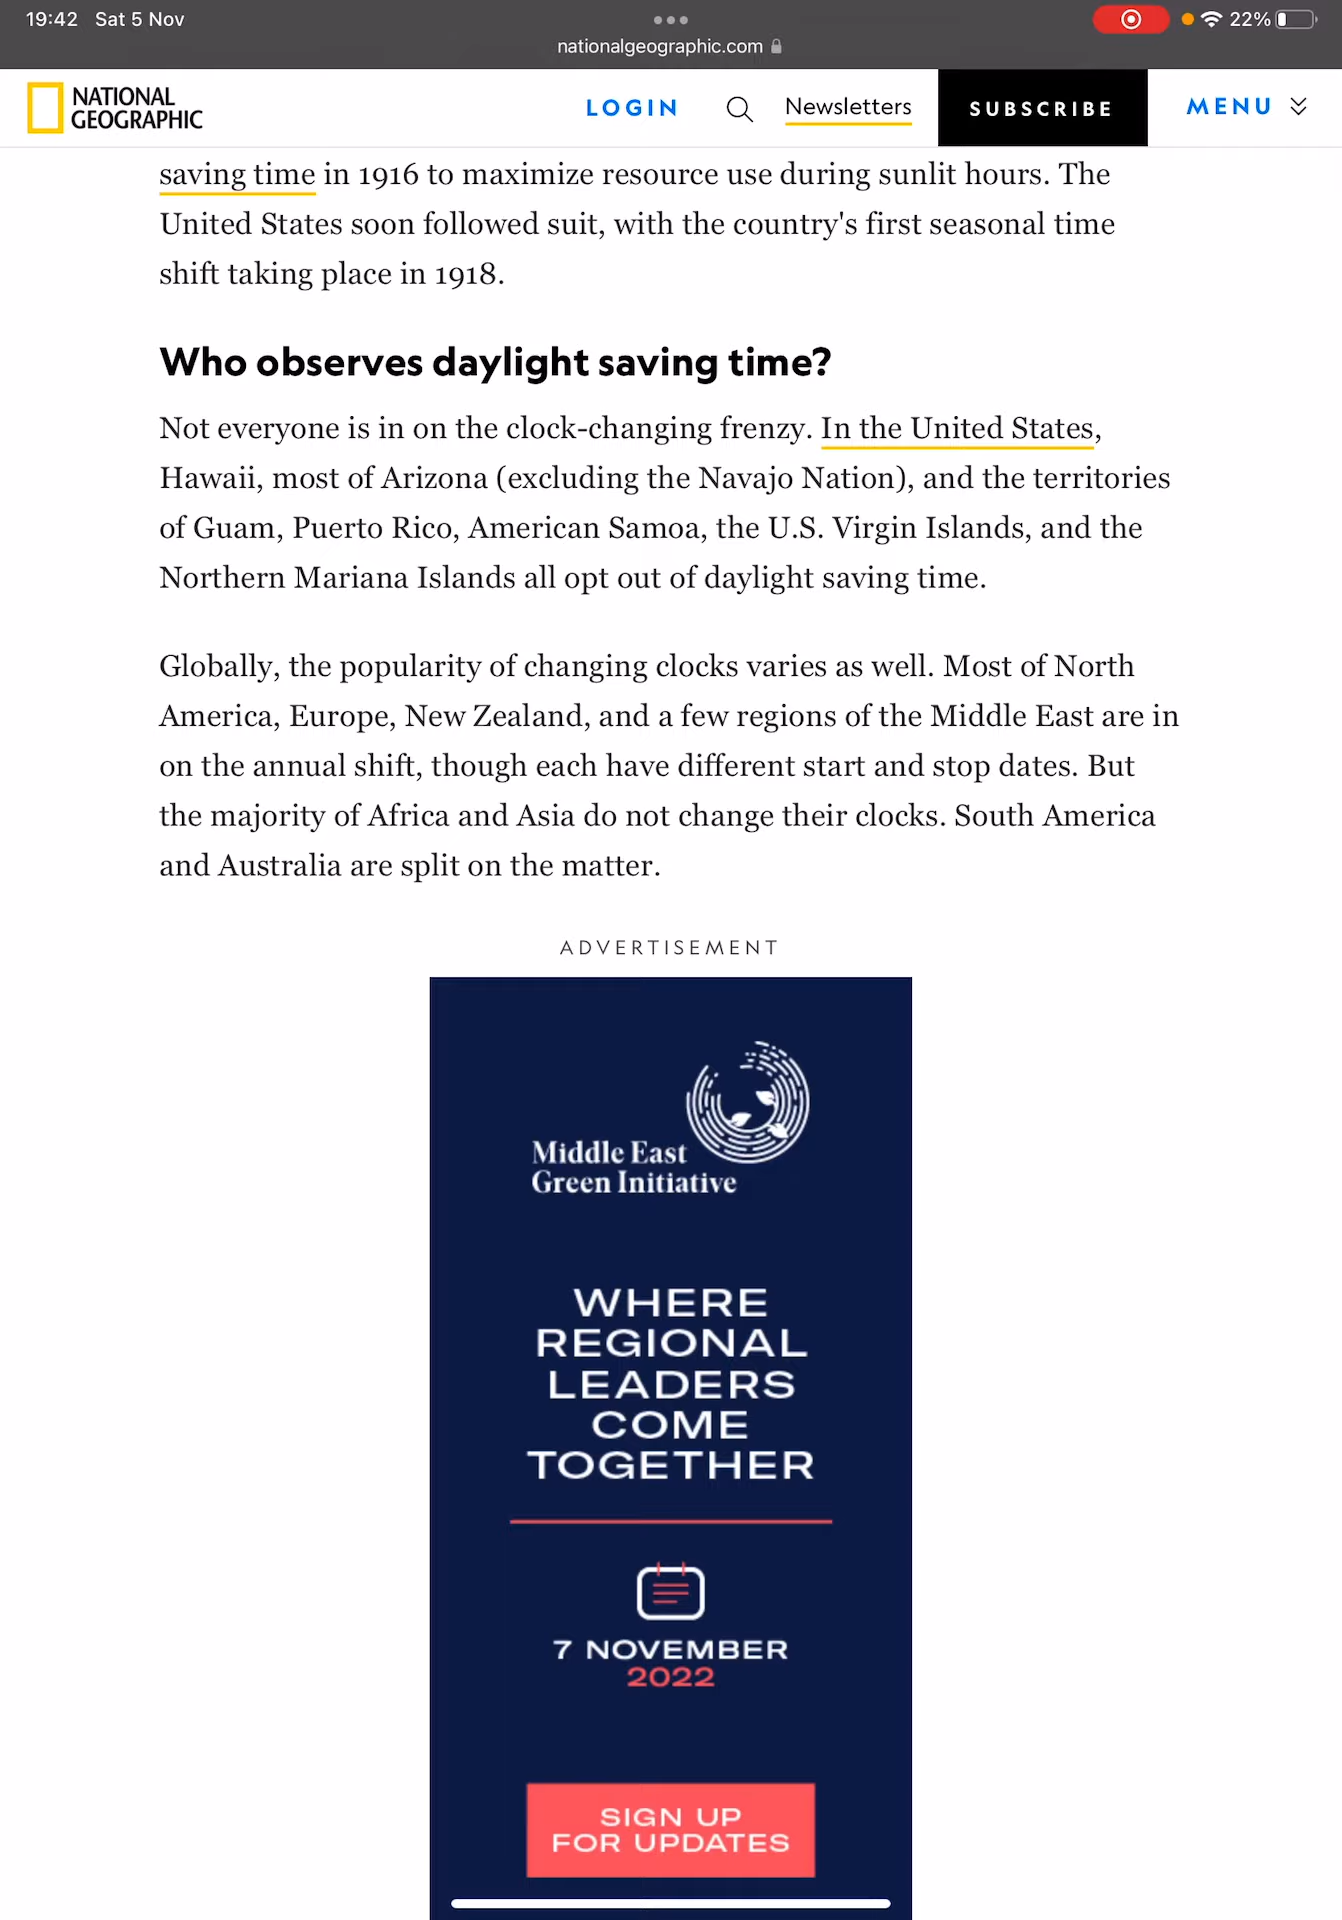 19:42 Sat 5 Nov
22%
nationalgeographic.com
NATIONAL
GEOGRAPHIC
LOGIN
Newsletters
SUBSCRIBE
MENU
saving time in 1916 to maximize resource use during sunlit hours. The
United States soon followed suit, with the country's first seasonal time
shift taking place in 1918.
Who observes daylight saving time?
Not everyone is in on the clock-changing frenzy. In the United States,
Hawaii, most of Arizona (excluding the Navajo Nation), and the territories
of Guam, Puerto Rico, American Samoa, the U.S. Virgin Islands, and the
Northern Mariana Islands all opt out of daylight saving time.
Globally, the popularity of changing clocks varies as well. Most of North
America, Europe, New Zealand, and a few regions of the Middle East are in
on the annual shift, though each have different start and stop dates. But
the majority of Africa and Asia do not change their clocks. South America
and Australia are split on the matter.
ADVERTISEMENT
Middle East
Green Initiative
WHERE
REGIONAL
LEADERS
COME
TOGETHER
7 NOVEMBER
2022
SIGN UP
FOR UPDATES